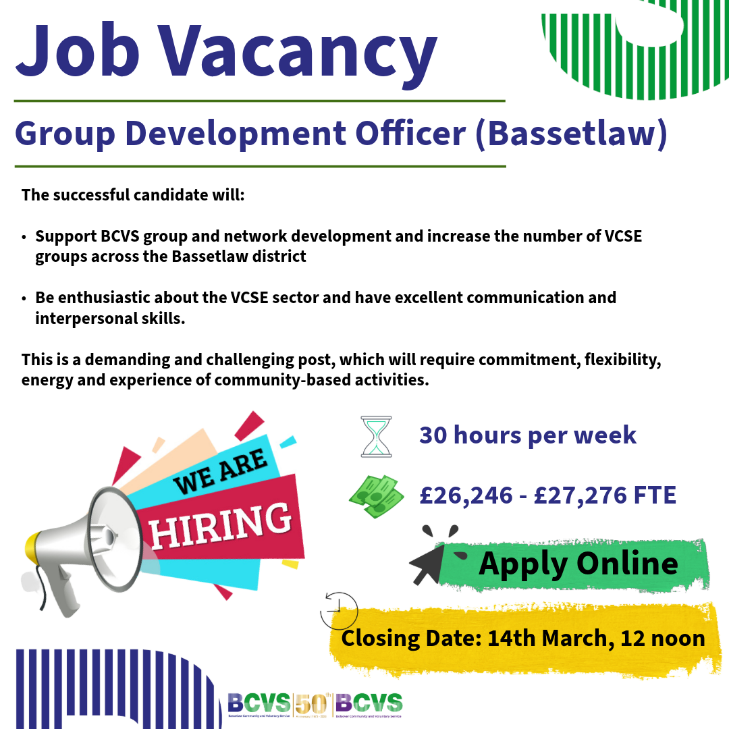 Job Vacancy
Group Development Officer (Bassetlaw)
The successful candidate will:
• Support BCVS group and network development and increase the number of VCSE
groups across the Bassetlaw district
• Be enthusiastic about the VCSE sector and have excellent communication and
interpersonal skills.
This is a demanding and challenging post, which will require commitment, flexibility,
energy and experience of community-based activities.
WE ARE
HIRING
30 hours per week
£26,246 - £27,276 FTE
Apply Online
Closing Date: 14th March, 12 noon
BCVS 50 BCVS